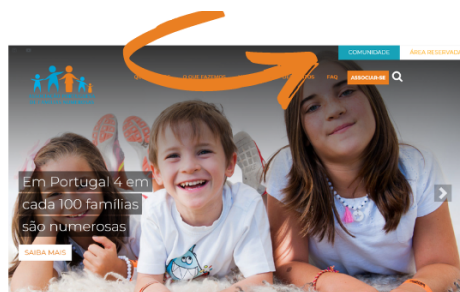 COMUNIDADE
ÁREA RESERVADA
FAQ
ASSOCIAR-SE
Em Portugal 4 em
cada 100 famílias
são numerosas
SAIBA MAIS